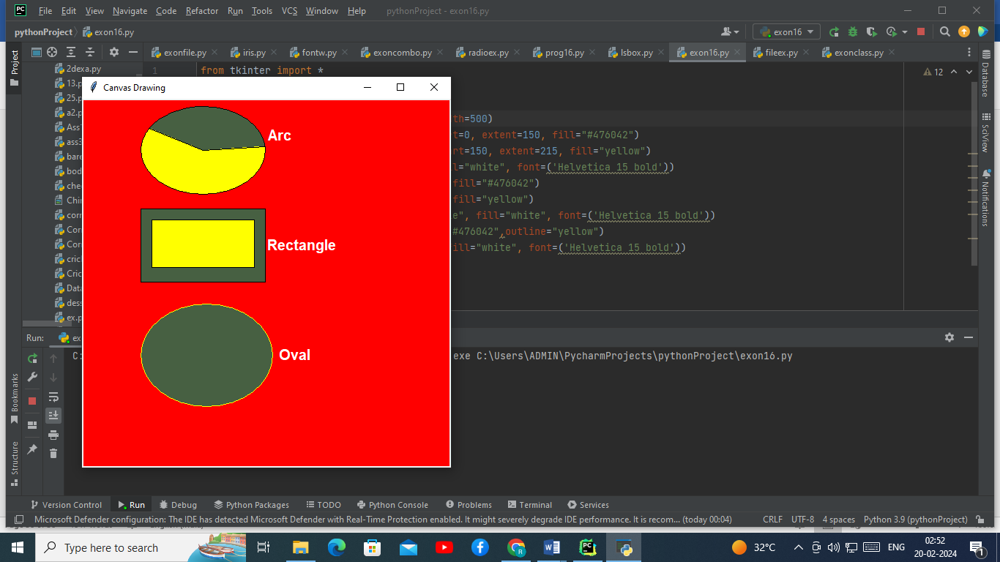 File Edit View Navigate Code Refactor Run Tools VCS Window Help pythonProject - exon16.py
pythonProject exon16.py exon16
Project exonfile.py iris.py fontw.py exoncombo.py radioex.py prog16.py lsbox.py exon16.py fileex.py exonclass.py
2dexa.py
13.p
25.p
a2.p
Ass
ass3
bare
bod
che
Chi
corr
Cor
Cor
cric
Cric
Data
dess
ex.p
1 from tkinter import *
12
th=500)
t=0, extent=150, fill="#476042")
rt=150, extent=215, fill="yellow")
l="white", font=('Helvetica 15 bold'))
fill="#476042")
fill="yellow")
e", fill="white", font=('Helvetica 15 bold'))
#476042",outline="yellow")
ill="white", font=('Helvetica 15 bold'))
Canvas Drawing
Arc
Rectangle
Oval
Database
SciView
Notifications
Run: ex
C: exe C:\Users\ADMIN\PycharmProjects\pythonProject\exon16.py
Bookmarks
Structure
Version Control Run Debug Python Packages TODO Python Console Problems Terminal Services
Microsoft Defender configuration: The IDE has detected Microsoft Defender with Real-Time Protection enabled. It might severely degrade IDE performance. It is recom... (today 00:04) CRLF UTF-8 4 spaces Python 3.9 (pythonProject)
Type here to search 32°C ENG 02:52
20-02-2024
1